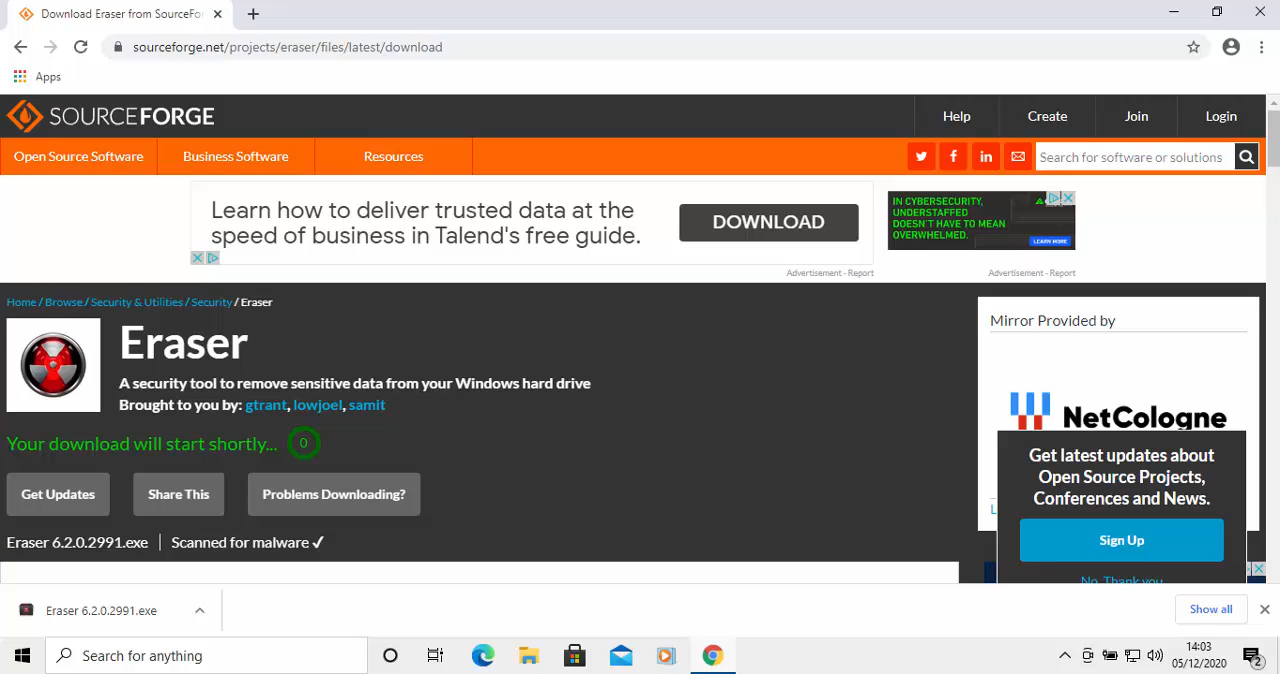 Download Eraser from SourceFo
sourceforge.net/projects/eraser/files/latest/download
Apps
SOURCEFORGE
Help
Create
Join
Login
Open Source Software
Business Software
Resources
Search for software or solutions
Learn how to deliver trusted data at the
speed of business in Talend's free guide.
DOWNLOAD
IN CYBERSECURITY,
UNDERSTAFFED
DOESN'T HAVE TO MEAN
OVERWHELMED.
LEARN MORE
Advertisement - Report
Advertisement - Report
Home / Browse / Security & Utilities / Security / Eraser
Eraser
A security tool to remove sensitive data from your Windows hard drive
Brought to you by: gtrant, lowjoel, samit
Your download will start shortly... 0
Get Updates
Share This
Problems Downloading?
Eraser 6.2.0.2991.exe
Scanned for malware ✓
Mirror Provided by
NetCologne
Get latest updates about
Open Source Projects,
Conferences and News.
Sign Up
No, Thank you
Eraser 6.2.0.2991.exe
Show all
Search for anything
14:03
05/12/2020
2